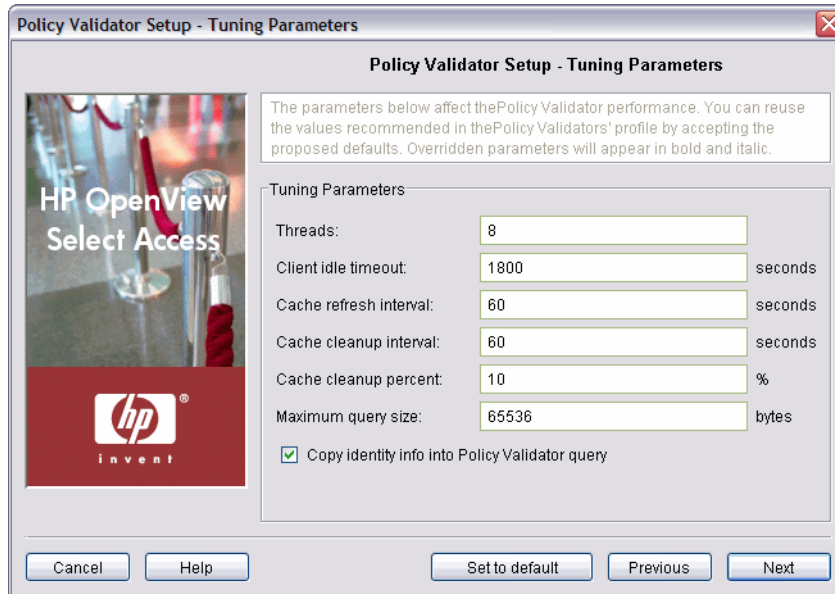 Policy Validator Setup - Tuning Parameters
Policy Validator Setup - Tuning Parameters
The parameters below affect thePolicy Validator performance. You can reuse
the values recommended in thePolicy Validators' profile by accepting the
proposed defaults. Overridden parameters will appear in bold and italic.
HP OpenView
Select Access
hp
®
invent
Tuning Parameters
Threads: 8
Client idle timeout: 1800 seconds
Cache refresh interval: 60 seconds
Cache cleanup interval: 60 seconds
Cache cleanup percent: 10 %
Maximum query size: 65536 bytes
Copy identity info into Policy Validator query
Cancel Help Set to default Previous Next